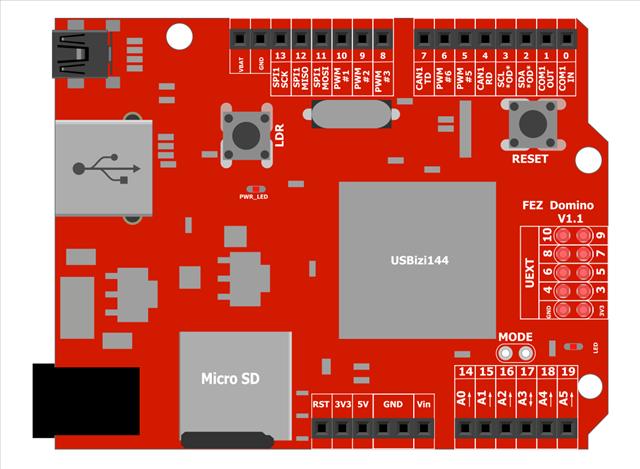 VBAT GND 13 12 11 10 9 8 7 6 5 4 3 2 1 0
SPI1 SCK
SPI1 MISO
SPI1 MOSI
PWM #1
PWM #2
PWM #3
CAN1 TD
PWM #6
PWM #5
CAN1 RD
SCL *OD*
SDA *OD*
COM1 OUT
COM1 IN
LDR
RESET
PWR_LED
FEZ Domino
V1.1
UEXT
10 9
8 7
6 5
4 3
GND 3V3
USBizi144
MODE
LED
Micro SD
14 15 16 17 18 19
A0 A1 A2 A3 A4 A5
RST 3V3 5V GND Vin